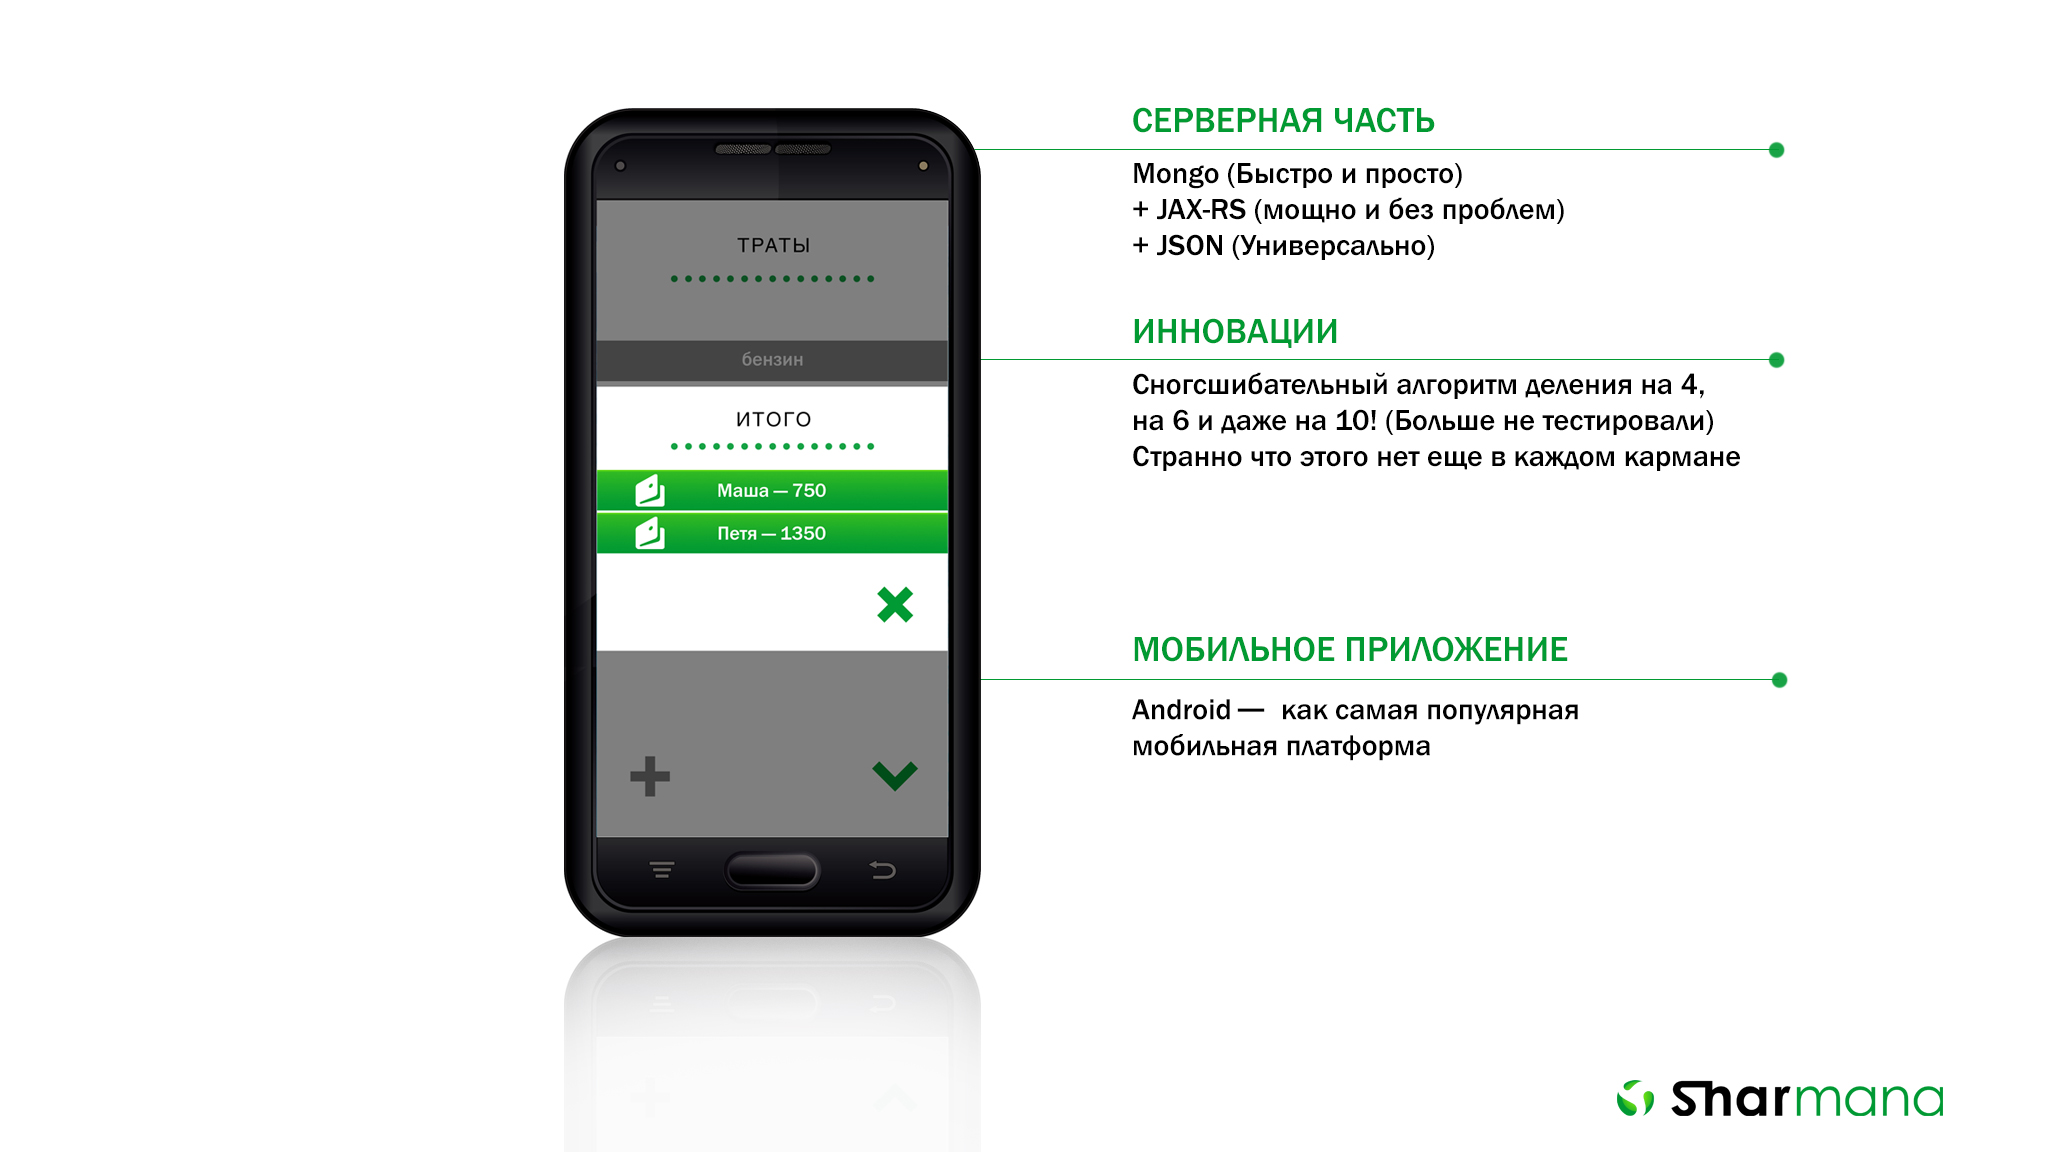 ТРАТЫ
бензин
ИТОГО
Маша — 750
Петя — 1350
СЕРВЕРНАЯ ЧАСТЬ
Mongo (Быстро и просто)
+ JAX-RS (мощно и без проблем)
+ JSON (Универсально)
ИННОВАЦИИ
Сногсшибательный алгоритм деления на 4,
на 6 и даже на 10! (Больше не тестировали)
Странно что этого нет еще в каждом кармане
МОБИЛЬНОЕ ПРИЛОЖЕНИЕ
Android — как самая популярная
мобильная платформа
Sharmana